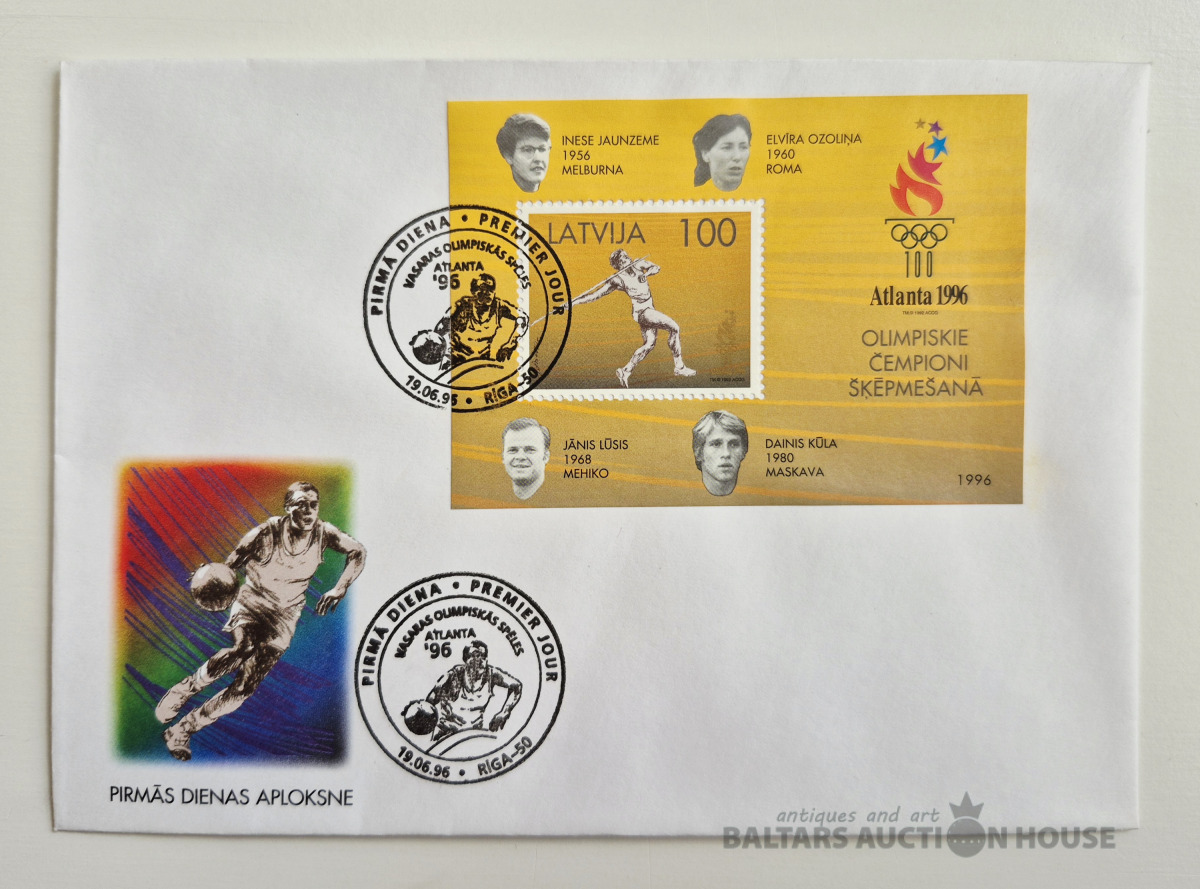 INESE JAUNZEME
1956
MELBURNA
ELVĪRA OZOLIŅA
1960
ROMA
LATVIJA 100
100
Atlanta 1996
OLIMPISKIE
ČEMPIONI
ŠĶĒPMEŠANĀ
JĀNIS LŪSIS
1968
MEHIKO
DAINIS KŪLA
1980
MASKAVA
1996
PIRMĀ DIENA • PREMIER JOUR
VASARAS OLIMPISKĀS SPĒLES
ATLANTA
'96
19.06.96 • RĪGA-50
PIRMĀ DIENA • PREMIER JOUR
VASARAS OLIMPISKĀS SPĒLES
ATLANTA
'96
19.06.96 • RĪGA-50
PIRMĀS DIENAS APLOKSNE
antiques and art
BALTARS AUCTION HOUSE